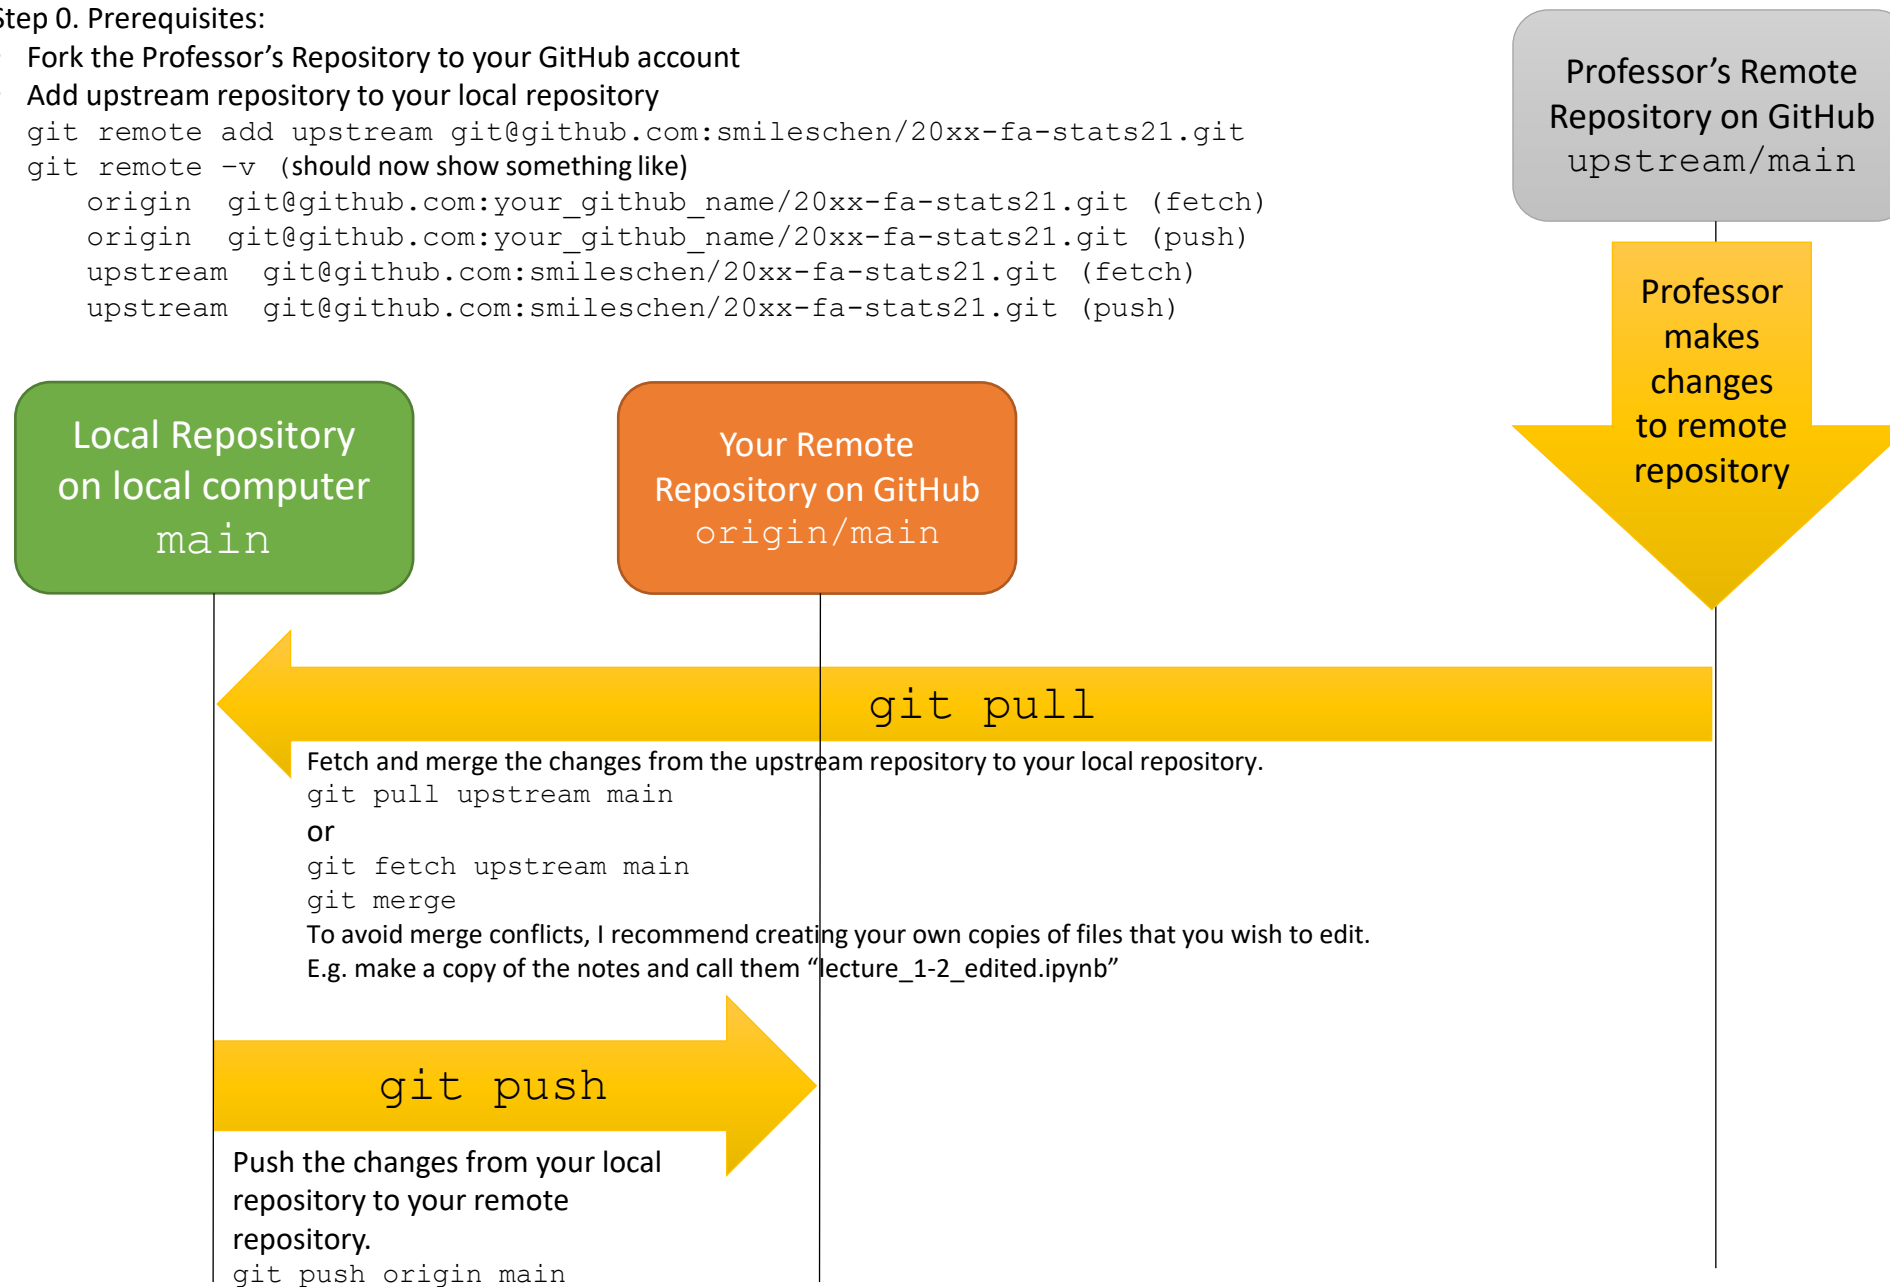 Step 0. Prerequisites:
Fork the Professor’s Repository to your GitHub account
Add upstream repository to your local repository
git remote add upstream git@github.com:smileschen/20xx-fa-stats21.git
git remote –v (should now show something like)
origin git@github.com:your_github_name/20xx-fa-stats21.git (fetch)
origin git@github.com:your_github_name/20xx-fa-stats21.git (push)
upstream git@github.com:smileschen/20xx-fa-stats21.git (fetch)
upstream git@github.com:smileschen/20xx-fa-stats21.git (push)
Professor’s Remote
Repository on GitHub
upstream/main
Professor
makes
changes
to remote
repository
Local Repository
on local computer
main
Your Remote
Repository on GitHub
origin/main
git pull
Fetch and merge the changes from the upstream repository to your local repository.
git pull upstream main
or
git fetch upstream main
git merge
To avoid merge conflicts, I recommend creating your own copies of files that you wish to edit.
E.g. make a copy of the notes and call them “lecture_1-2_edited.ipynb”
git push
Push the changes from your local
repository to your remote
repository.
git push origin main